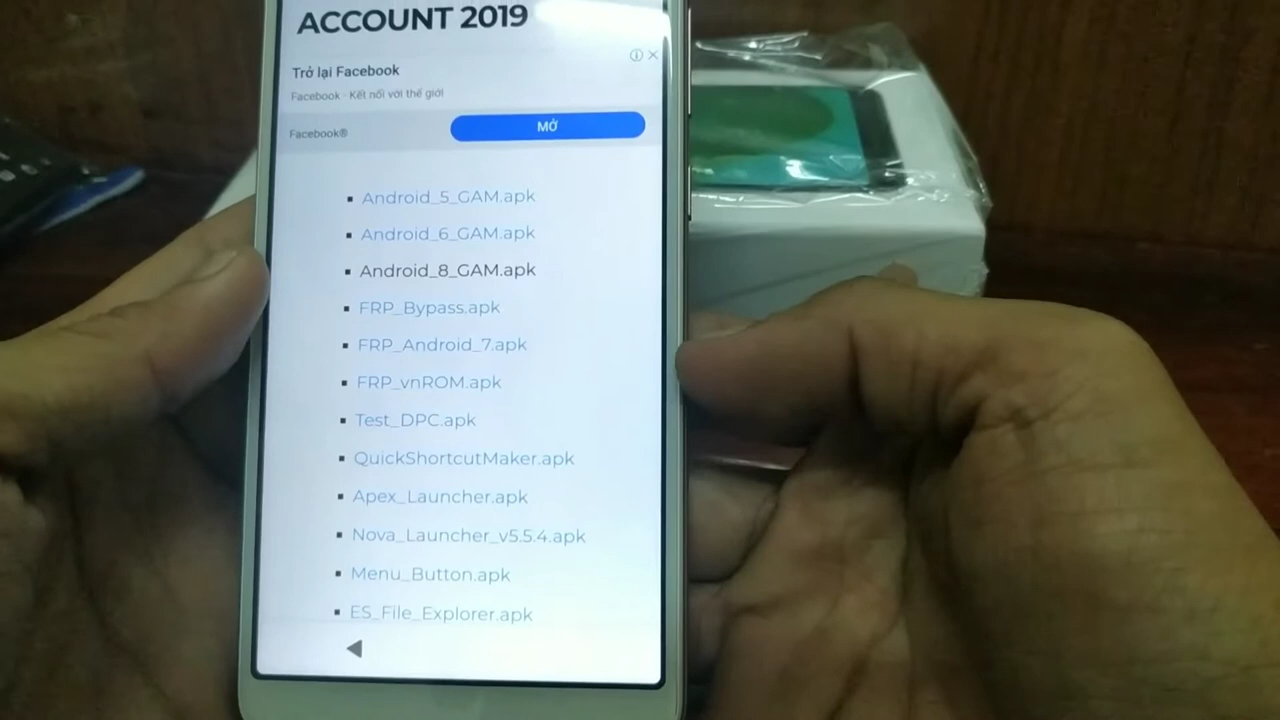 ACCOUNT 2019
Trở lại Facebook
Facebook - Kết nối với thế giới
Facebook®
MỞ
Android_5_GAM.apk
Android_6_GAM.apk
Android_8_GAM.apk
FRP_Bypass.apk
FRP_Android_7.apk
FRP_vnROM.apk
Test_DPC.apk
QuickShortcutMaker.apk
Apex_Launcher.apk
Nova_Launcher_v5.5.4.apk
Menu_Button.apk
ES_File_Explorer.apk